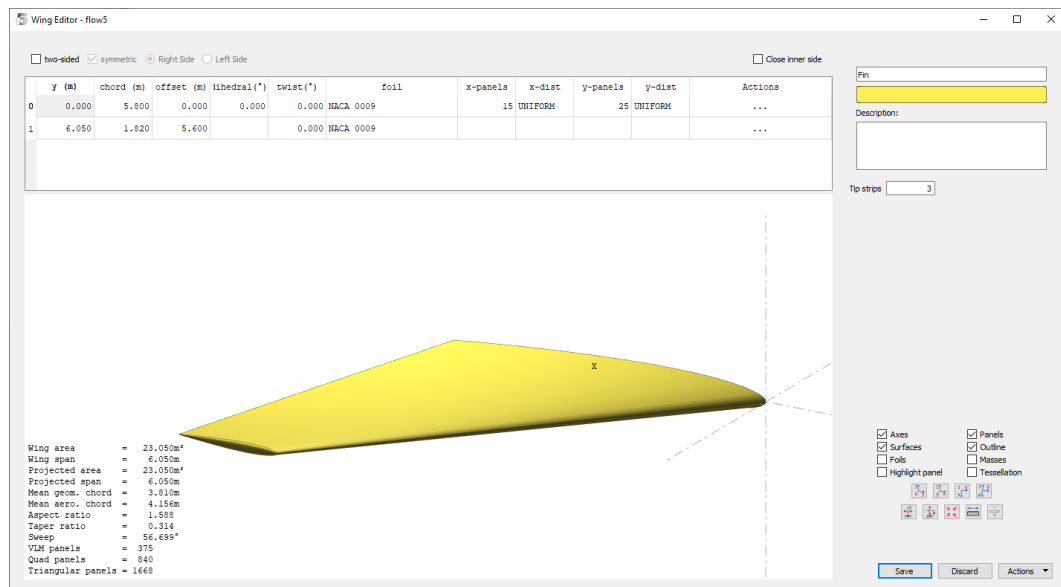 Wing Editor - flow5
two-sided symmetric Right Side Left Side Close inner side
y (m) chord (m) offset (m) lihedral(°) twist(°) foil x-panels x-dist y-panels y-dist Actions
0 0.000 5.800 0.000 0.000 0.000 NACA 0009 15 UNIFORM 25 UNIFORM ...
1 6.050 1.820 5.600 0.000 NACA 0009 ...
Fin
Description:
Tip strips 3
X
Wing area = 23.050m²
Wing span = 6.050m
Projected area = 23.050m²
Projected span = 6.050m
Mean geom. chord = 3.810m
Mean aero. chord = 4.156m
Aspect ratio = 1.588
Taper ratio = 0.314
Sweep = 56.699°
VLM panels = 375
Quad panels = 840
Triangular panels = 1668
Axes Panels
Surfaces Outline
Foils Masses
Highlight panel Tessellation
Save Discard Actions